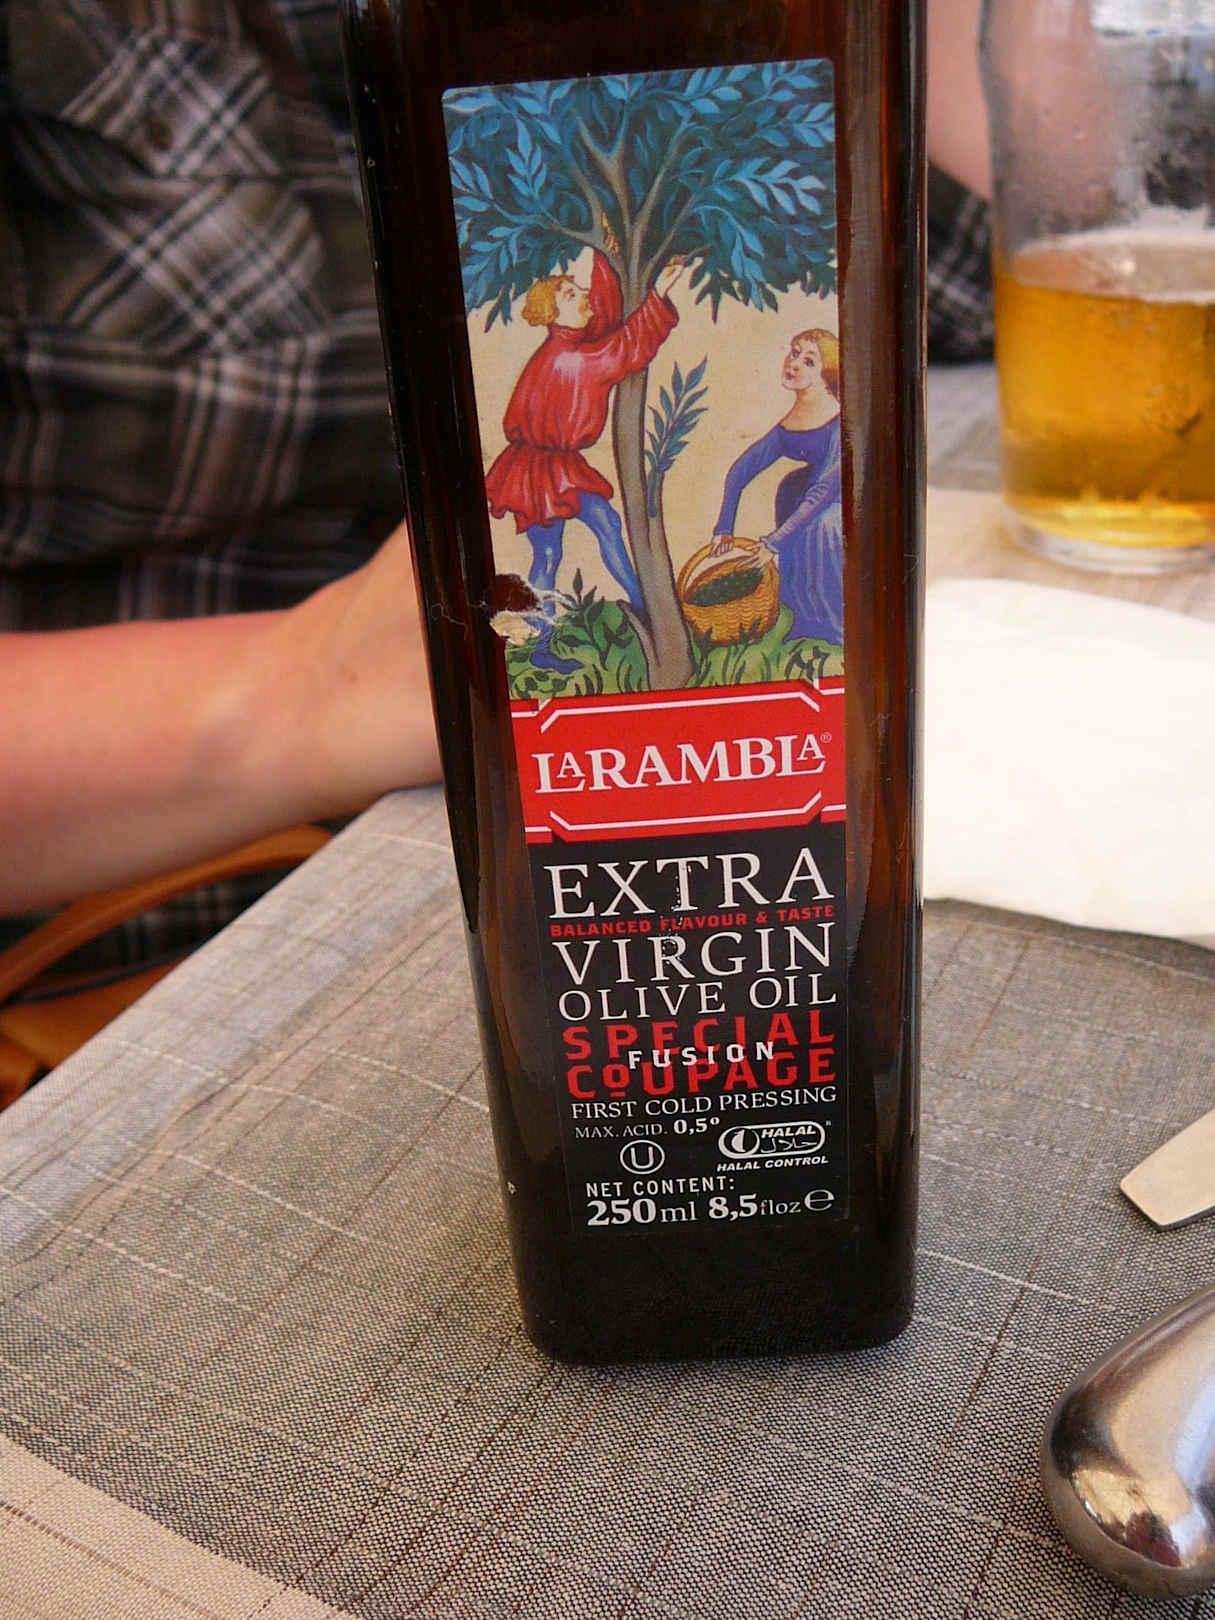 LARAMBLA®
EXTRA
BALANCED FLAVOUR & TASTE
VIRGIN
OLIVE OIL
SPECIAL
FUSION
COUPAGE
FIRST COLD PRESSING
MAX. ACID. 0,5º
U
HALAL ®
حلال
HALAL CONTROL
NET CONTENT:
250ml 8,5floz ℮